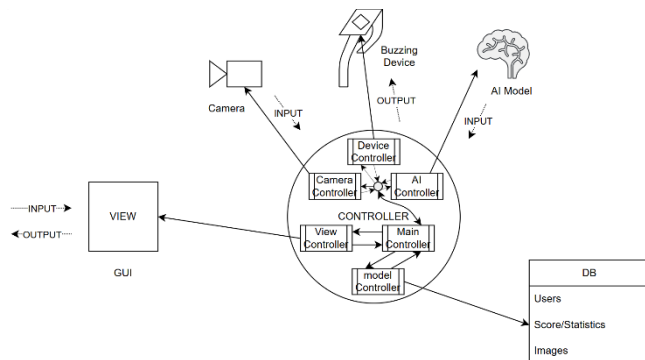 Buzzing
Device
Camera
AI Model
INPUT
OUTPUT
INPUT
Device
Controller
Camera
Controller
AI
Controller
INPUT
OUTPUT
VIEW
GUI
CONTROLLER
View
Controller
Main
Controller
model
Controller
DB
Users
Score/Statistics
Images